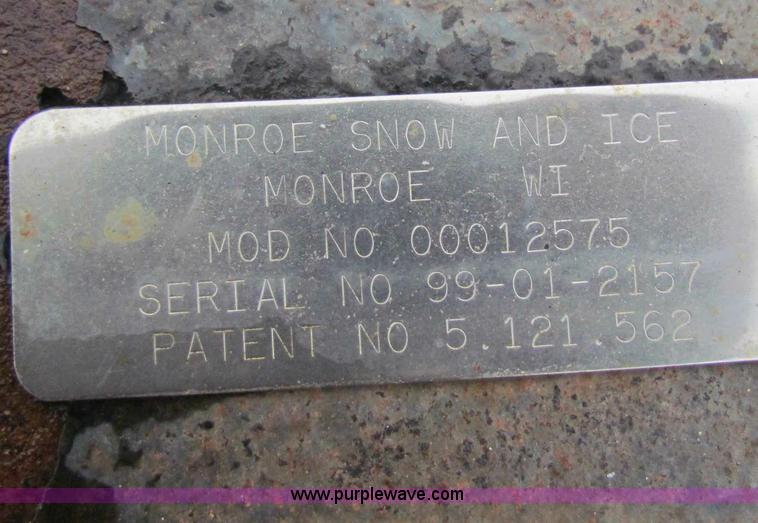 MONROE SNOW AND ICE
MONROE WI
MOD NO 00012575
SERIAL NO 99-01-2157
PATENT NO 5.121.562
www.purplewave.com